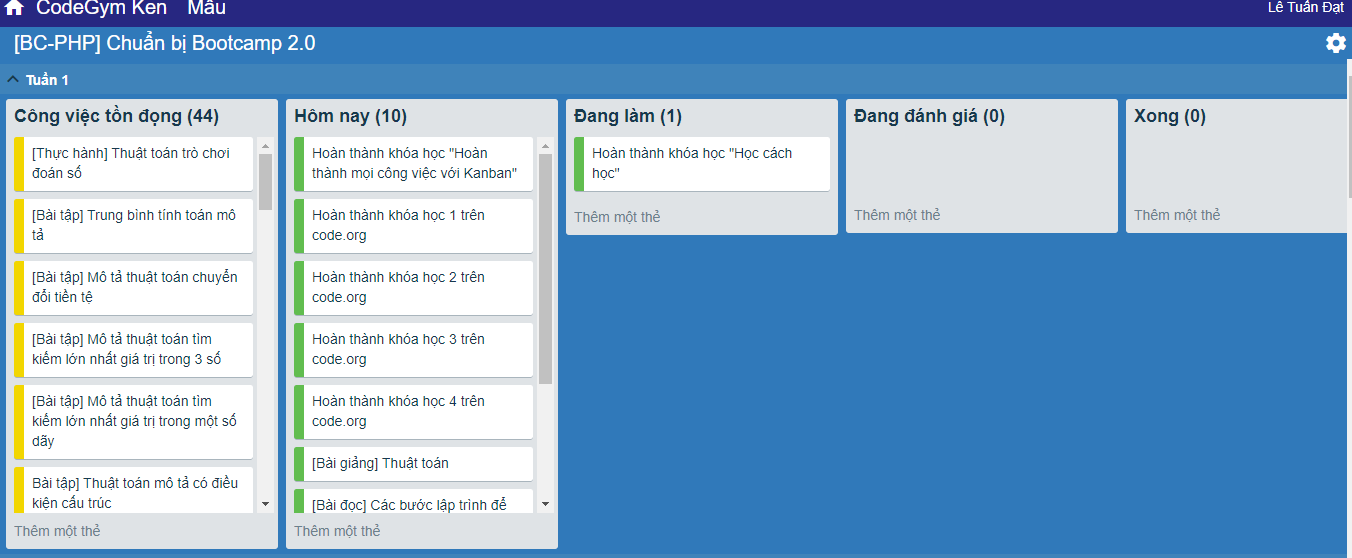 CodeGym Ken Mẫu
Lê Tuấn Đạt
[BC-PHP] Chuẩn bị Bootcamp 2.0
Tuần 1
Công việc tồn đọng (44)
[Thực hành] Thuật toán trò chơi
đoán số
[Bài tập] Trung bình tính toán mô
tả
[Bài tập] Mô tả thuật toán chuyển
đổi tiền tệ
[Bài tập] Mô tả thuật toán tìm
kiếm lớn nhất giá trị trong 3 số
[Bài tập] Mô tả thuật toán tìm
kiếm lớn nhất giá trị trong một số
dãy
Bài tập] Thuật toán mô tả có điều
kiện cấu trúc
Thêm một thẻ
Hôm nay (10)
Hoàn thành khóa học "Hoàn
thành mọi công việc với Kanban"
Hoàn thành khóa học 1 trên
code.org
Hoàn thành khóa học 2 trên
code.org
Hoàn thành khóa học 3 trên
code.org
Hoàn thành khóa học 4 trên
code.org
[Bài giảng] Thuật toán
[Bài đọc] Các bước lập trình để
Thêm một thẻ
Đang làm (1)
Hoàn thành khóa học "Học cách
học"
Thêm một thẻ
Đang đánh giá (0)
Thêm một thẻ
Xong (0)
Thêm một thẻ